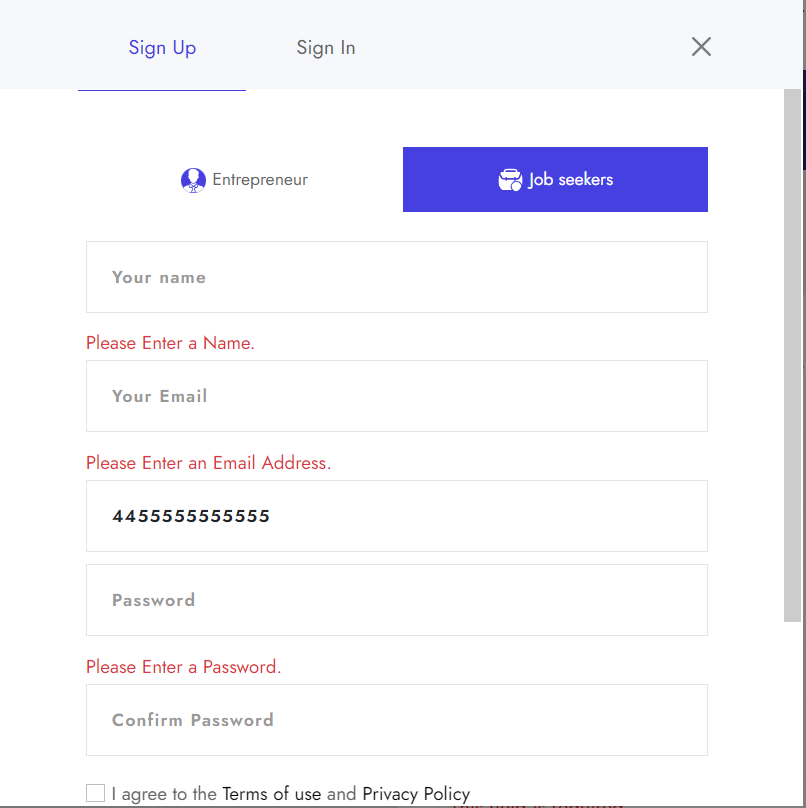 Sign Up
Sign In
Entrepreneur
Job seekers
Your name
Please Enter a Name.
Your Email
Please Enter an Email Address.
4455555555555
Password
Please Enter a Password.
Confirm Password
I agree to the Terms of use and Privacy Policy